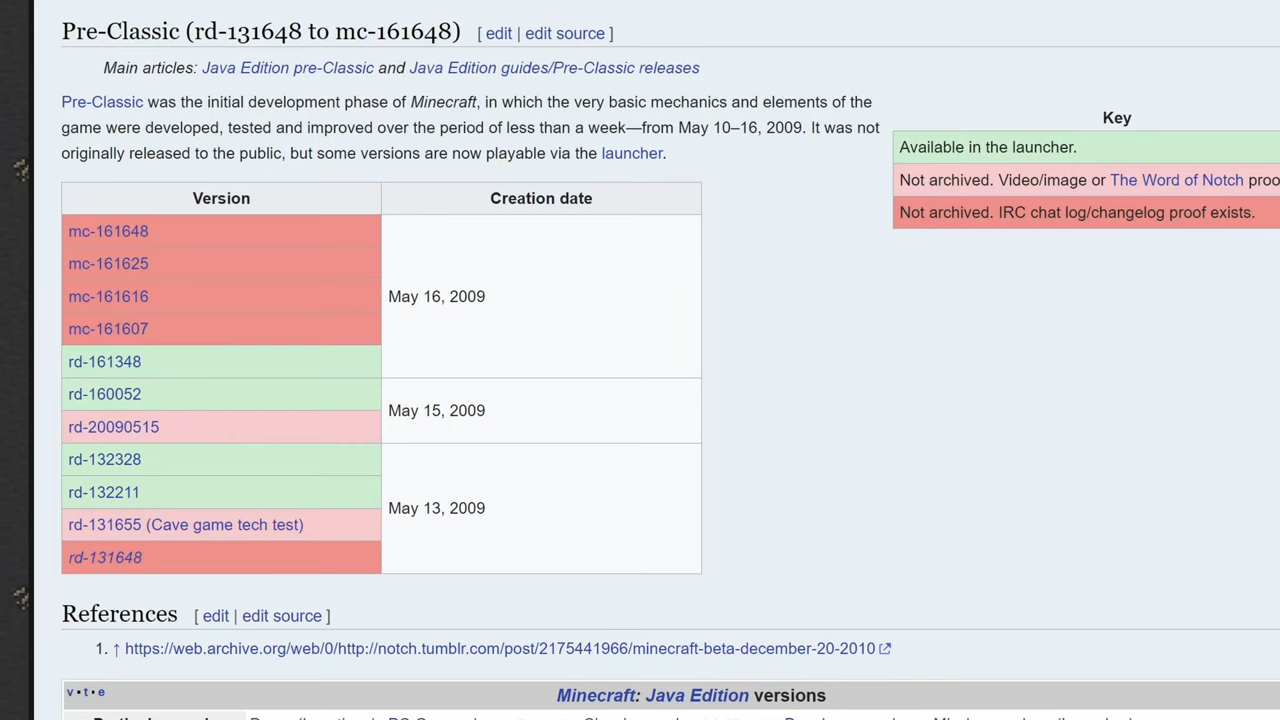 Pre-Classic (rd-131648 to mc-161648) [ edit | edit source ]
Main articles: Java Edition pre-Classic and Java Edition guides/Pre-Classic releases
Pre-Classic was the initial development phase of Minecraft, in which the very basic mechanics and elements of the
game were developed, tested and improved over the period of less than a week—from May 10–16, 2009. It was not
originally released to the public, but some versions are now playable via the launcher.
Key
Available in the launcher.
Not archived. Video/image or The Word of Notch
Not archived. IRC chat log/changelog proof exists.
Version Creation date
mc-161648
mc-161625
mc-161616
May 16, 2009
mc-161607
rd-161348
rd-160052
May 15, 2009
rd-20090515
rd-132328
rd-132211
May 13, 2009
rd-131655 (Cave game tech test)
rd-131648
References [ edit | edit source ]
1. ↑ https://web.archive.org/web/0/http://notch.tumblr.com/post/2175441966/minecraft-beta-december-20-2010
v • t • e
Minecraft: Java Edition versions